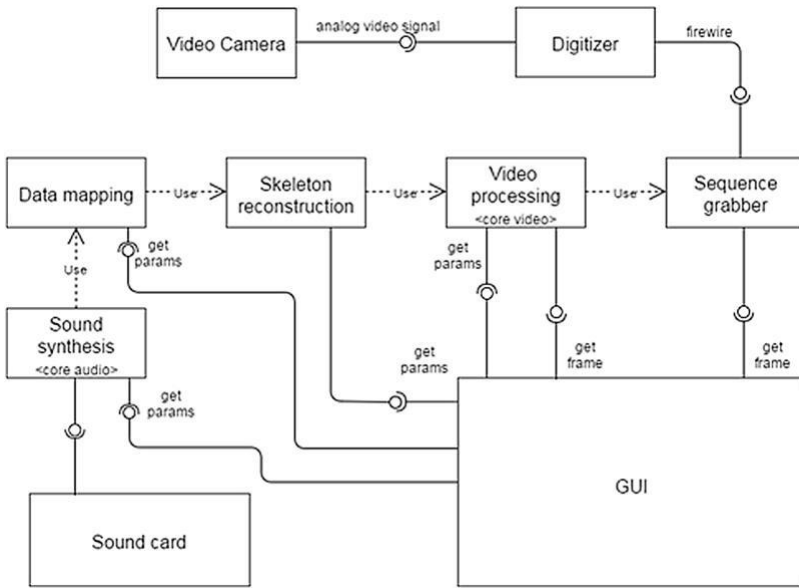 analog video signal
Video Camera
Digitizer
firewire
Data mapping
Use
Skeleton
reconstruction
Use
Video
processing
<core video>
Use
Sequence
grabber
get
params
Use
get
params
Sound
synthesis
<core audio>
get
params
get
params
get
frame
get
frame
GUI
Sound card